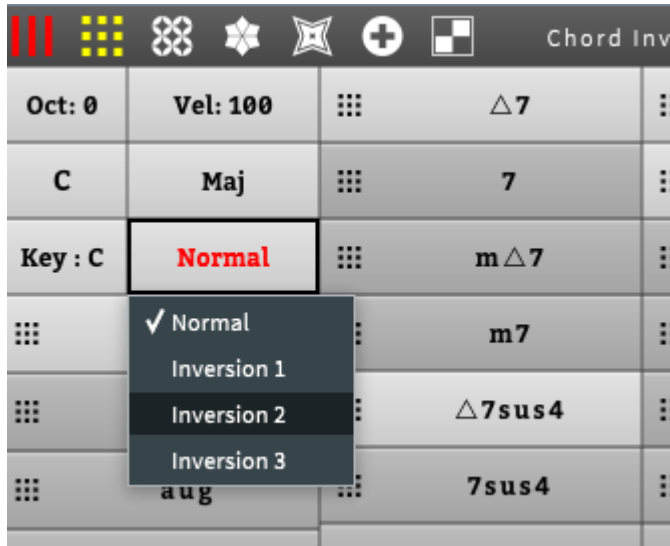 Chord Inv
Oct: 0 Vel: 100 △7
C Maj 7
Key : C Normal m△7
✓ Normal m7
Inversion 1
Inversion 2 △7sus4
Inversion 3
aug 7sus4